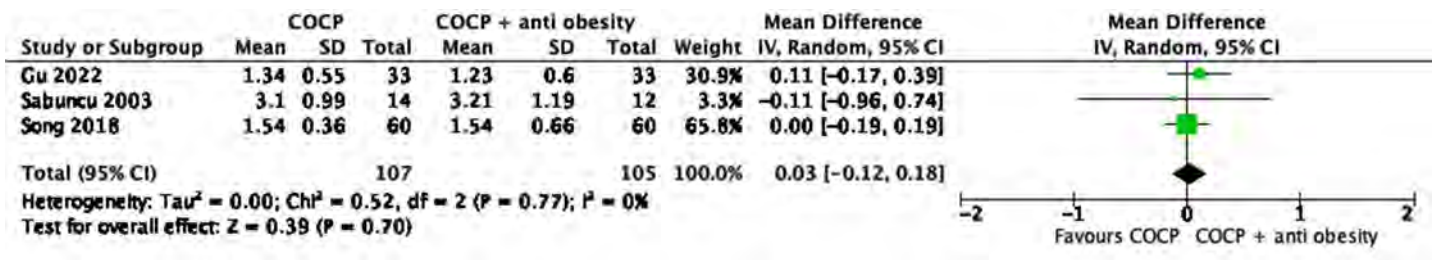 COCP COCP + anti obesity Mean Difference Mean Difference
Study or Subgroup Mean SD Total Mean SD Total Weight IV, Random, 95% CI IV, Random, 95% CI
Gu 2022 1.34 0.55 33 1.23 0.6 33 30.9% 0.11 [−0.17, 0.39]
Sabuncu 2003 3.1 0.99 14 3.21 1.19 12 3.3% −0.11 [−0.96, 0.74]
Song 2018 1.54 0.36 60 1.54 0.66 60 65.8% 0.00 [−0.19, 0.19]
Total (95% CI) 107 105 100.0% 0.03 [−0.12, 0.18]
Heterogeneity: Tau² = 0.00; Chi² = 0.52, df = 2 (P = 0.77); I² = 0%
Test for overall effect: Z = 0.39 (P = 0.70)
−2 −1 0 1 2
Favours COCP COCP + anti obesity